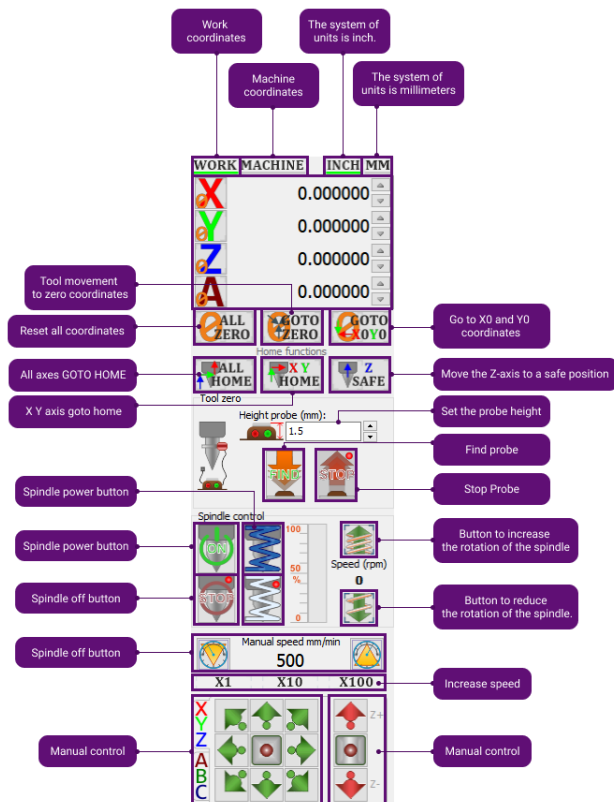 Work
coordinates
The system of
units is inch.
Machine
coordinates
The system of
units is millimeters
WORK MACHINE INCH MM
X 0.000000
Y 0.000000
Z 0.000000
A 0.000000
Tool movement
to zero coordinates
Reset all coordinates
ALL
ZERO
GOTO
ZERO
GOTO
X0Y0
Go to X0 and Y0
coordinates
Home functions
All axes GOTO HOME
ALL
HOME
X Y
HOME
Z
SAFE
Move the Z-axis to a safe position
X Y axis goto home
Tool zero
Height probe (mm):
1.5
Set the probe height
Find probe
FIND
STOP
Stop Probe
Spindle power button
Spindle control
Spindle power button
ON
100
50
%
0
Speed (rpm)
0
Button to increase
the rotation of the spindle
Spindle off button
STOP
Button to reduce
the rotation of the spindle.
Spindle off button
Manual speed mm/min
500
X1 X10 X100
Increase speed
X
Y
Z
A
B
C
Z+
Z-
Manual control
Manual control